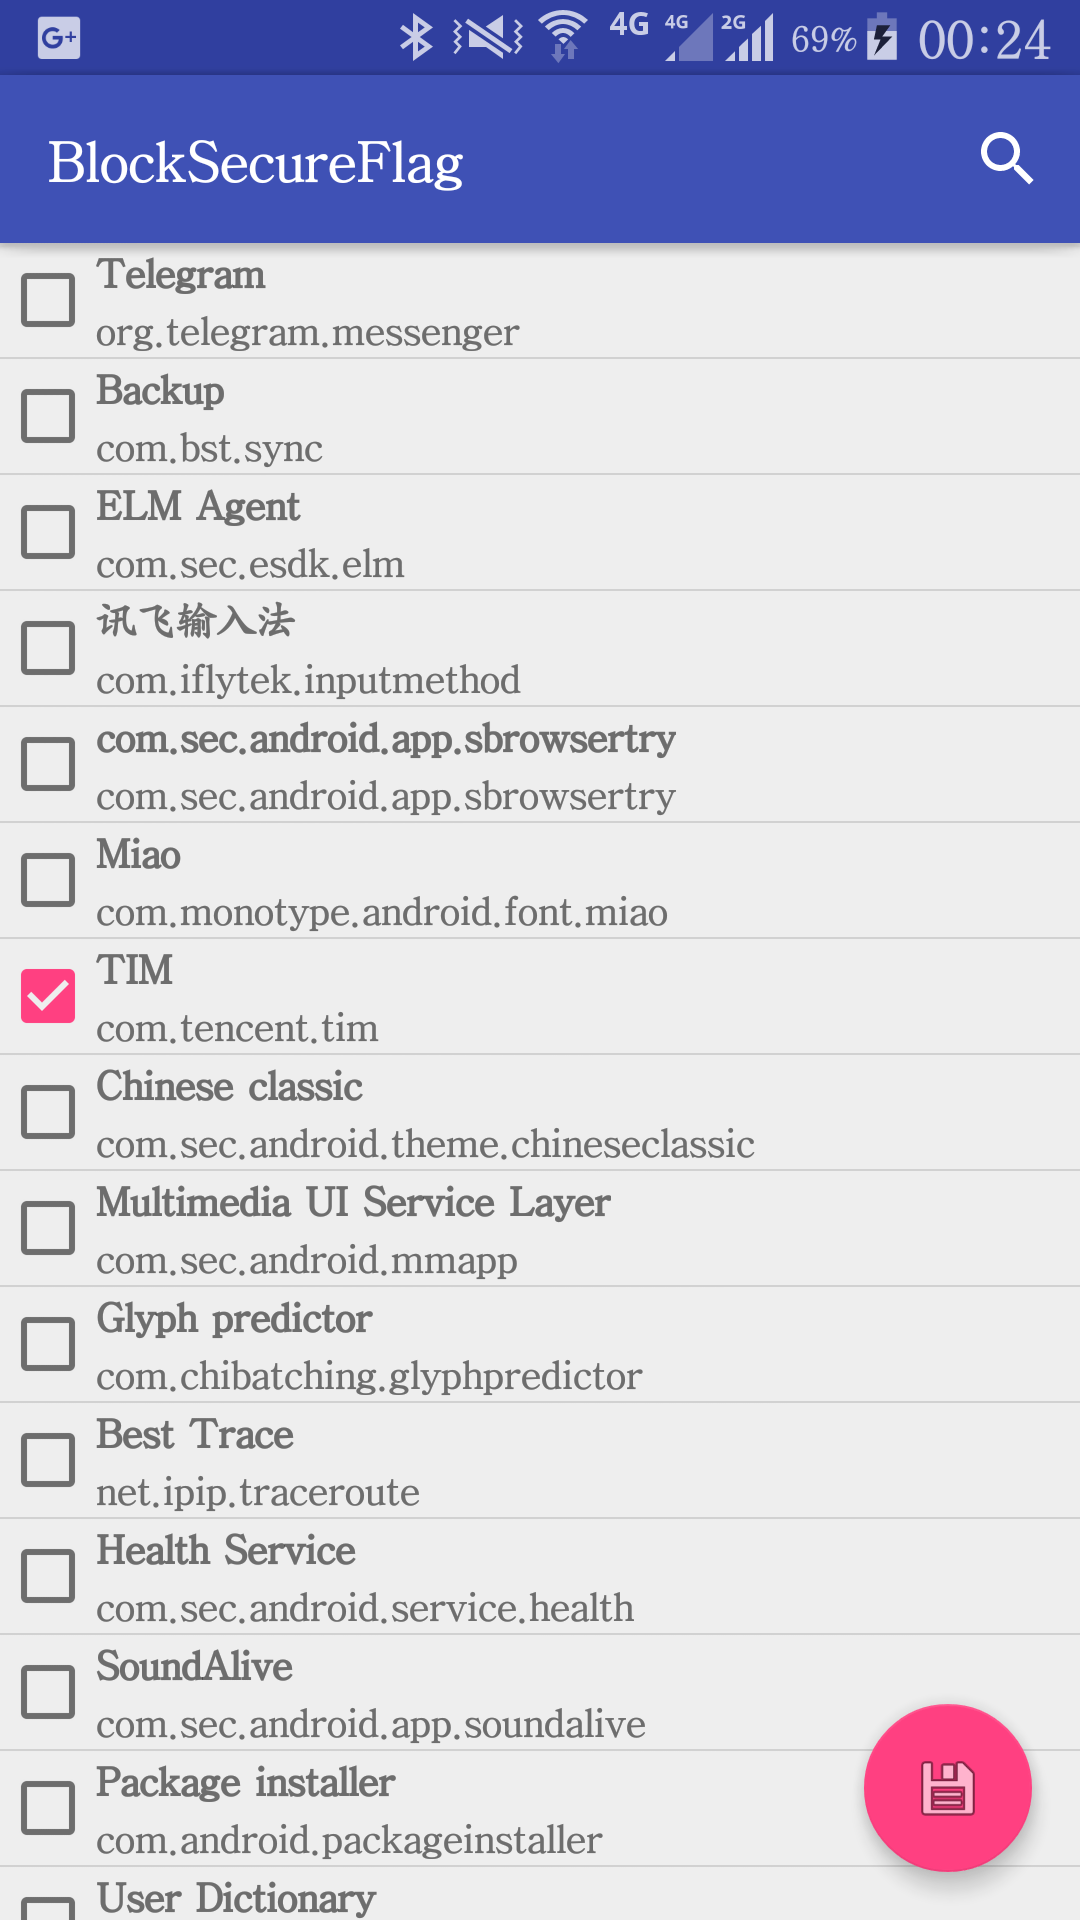 G+ 4G 4G 2G 69% 00:24
BlockSecureFlag
Telegram
org.telegram.messenger
Backup
com.bst.sync
ELM Agent
com.sec.esdk.elm
讯飞输入法
com.iflytek.inputmethod
com.sec.android.app.sbrowsertry
com.sec.android.app.sbrowsertry
Miao
com.monotype.android.font.miao
TIM
com.tencent.tim
Chinese classic
com.sec.android.theme.chineseclassic
Multimedia UI Service Layer
com.sec.android.mmapp
Glyph predictor
com.chibatching.glyphpredictor
Best Trace
net.ipip.traceroute
Health Service
com.sec.android.service.health
SoundAlive
com.sec.android.app.soundalive
Package installer
com.android.packageinstaller
User Dictionary